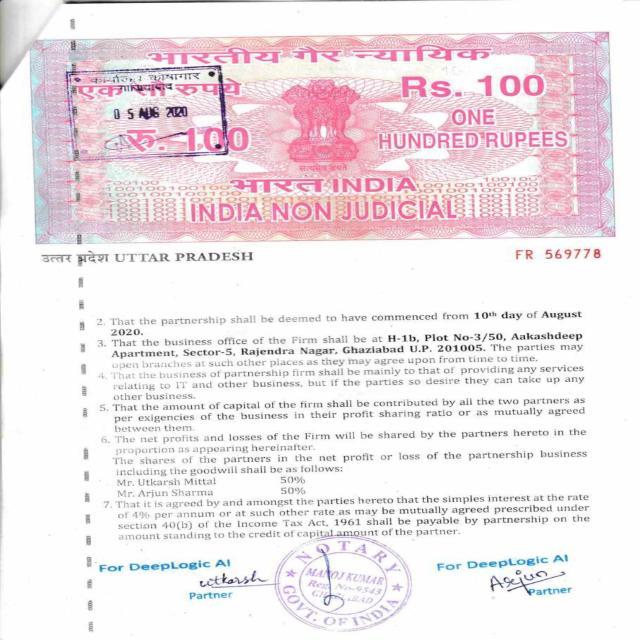 भारतीय गैर न्यायिक
एक सौ रुपये
Rs. 100
कोषागार
05 AUG 2020
रु. 100
ONE
HUNDRED RUPEES
सत्यमेव जयते
भारत INDIA
INDIA NON JUDICIAL
उत्तर प्रदेश UTTAR PRADESH
FR 569778
2. That the partnership shall be deemed to have commenced from 10th day of August
2020.
3. That the business office of the Firm shall be at H-1b, Plot No-3/50, Aakashdeep
Apartment, Sector-5, Rajendra Nagar, Ghaziabad U.P. 201005. The parties may
open branches at such other places as they may agree upon from time to time.
4. That the business of partnership firm shall be mainly to that of providing any services
relating to IT and other business, but if the parties so desire they can take up any
other business.
5. That the amount of capital of the firm shall be contributed by all the two partners as
per exigencies of the business in their profit sharing ratio or as mutually agreed
between them.
6. The net profits and losses of the Firm will be shared by the partners hereto in the
proportion as appearing hereinafter.
The shares of the partners in the net profit or loss of the partnership business
including the goodwill shall be as follows:
Mr. Utkarsh Mittal 50%
Mr. Arjun Sharma 50%
7. That it is agreed by and amongst the parties hereto that the simples interest at the rate
of 4% per annum or at such other rate as may be mutually agreed prescribed under
section 40(b) of the Income Tax Act, 1961 shall be payable by partnership on the
amount standing to the credit of capital amount of the partner.
For DeepLogic AI
utkarsh
Partner
NOTARY
MANOJ KUMAR
Reg. No-9543
GHAZIABAD
GOVT. OF INDIA
For DeepLogic AI
Arjun
Partner